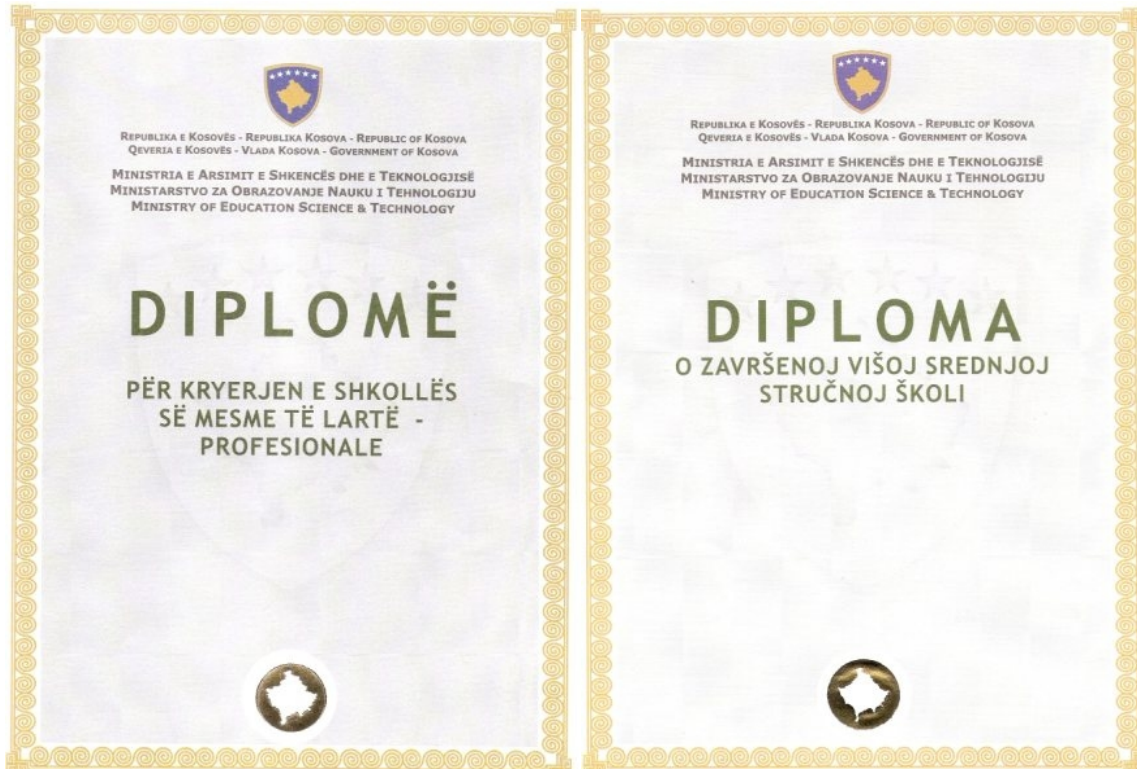 REPUBLIKA E KOSOVËS - REPUBLIKA KOSOVA - REPUBLIC OF KOSOVA
QEVERIA E KOSOVËS - VLADA KOSOVA - GOVERNMENT OF KOSOVA
MINISTRIA E ARSIMIT E SHKENCËS DHE E TEKNOLOGJISË
MINISTARSTVO ZA OBRAZOVANJE NAUKU I TEHNOLOGIJU
MINISTRY OF EDUCATION SCIENCE & TECHNOLOGY
DIPLOMË
PËR KRYERJEN E SHKOLLËS
SË MESME TË LARTË -
PROFESIONALE
REPUBLIKA E KOSOVËS - REPUBLIKA KOSOVA - REPUBLIC OF KOSOVA
QEVERIA E KOSOVËS - VLADA KOSOVA - GOVERNMENT OF KOSOVA
MINISTRIA E ARSIMIT E SHKENCËS DHE E TEKNOLOGJISË
MINISTARSTVO ZA OBRAZOVANJE NAUKU I TEHNOLOGIJU
MINISTRY OF EDUCATION SCIENCE & TECHNOLOGY
DIPLOMA
O ZAVRŠENOJ VIŠOJ SREDNJOJ
STRUČNOJ ŠKOLI